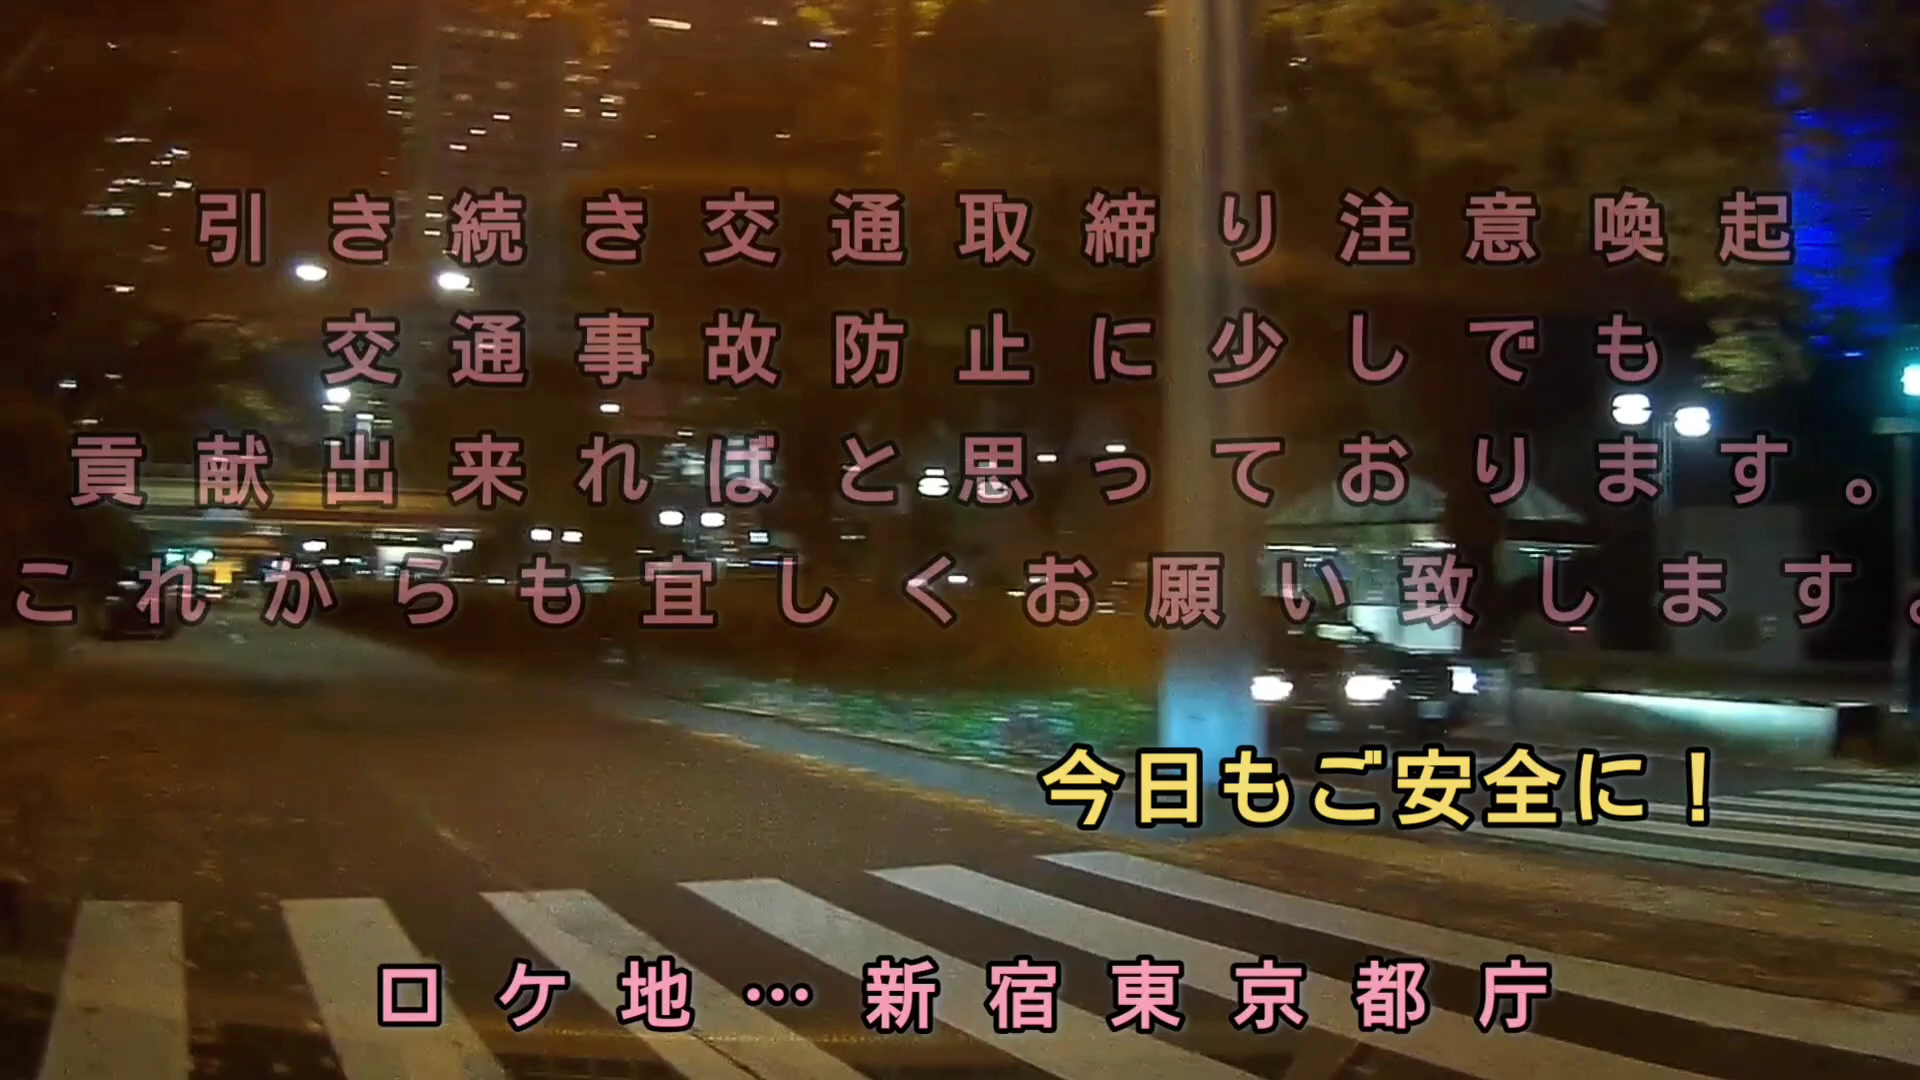 引き続き交通取締り注意喚起
交通事故防止に少しでも
貢献出来ればと思っております。
これからも宜しくお願い致します。
今日もご安全に！
ロケ地…新宿東京都庁